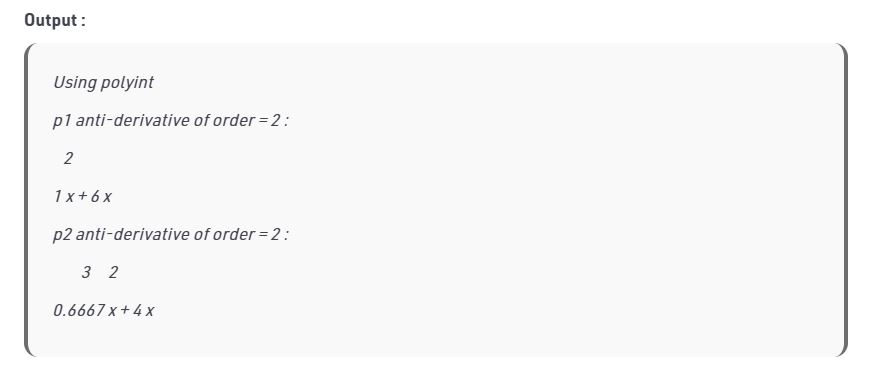 Output :
Using polyint
p1 anti-derivative of order = 2 :
2
1 x + 6 x
p2 anti-derivative of order = 2 :
3 2
0.6667 x + 4 x